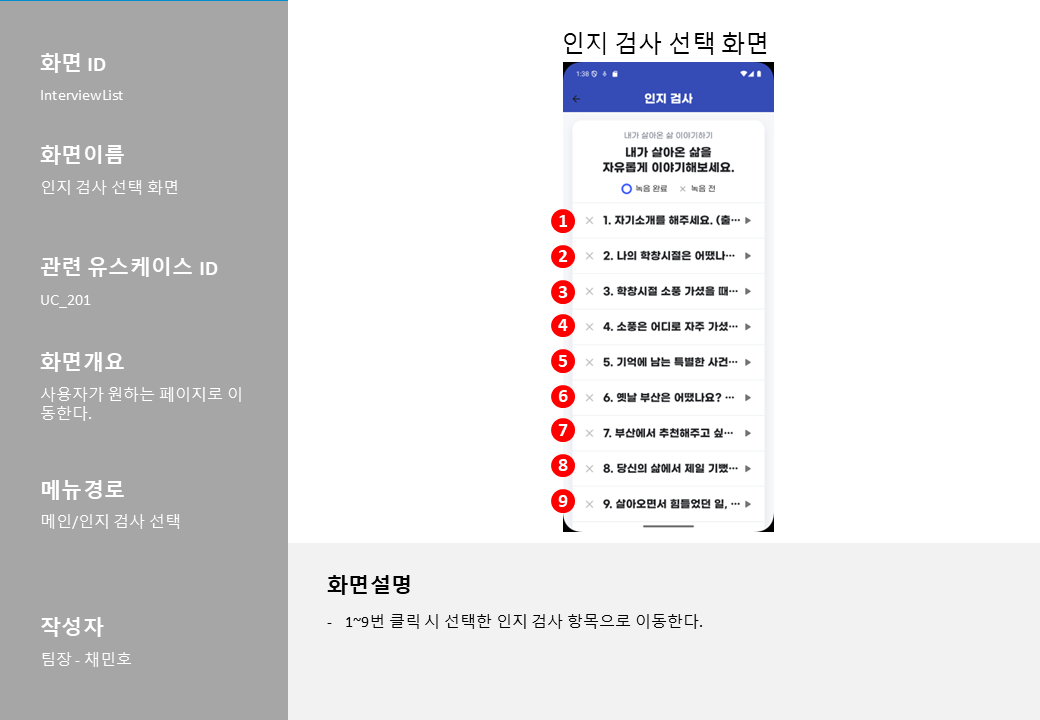 화면 ID
InterviewList
화면이름
인지 검사 선택 화면
관련 유스케이스 ID
UC_201
화면개요
사용자가 원하는 페이지로 이
동한다.
메뉴경로
메인/인지 검사 선택
작성자
팀장 - 채민호
인지 검사 선택 화면
1:38
인지 검사
내가 살아온 삶 이야기하기
내가 살아온 삶을
자유롭게 이야기해보세요.
녹음 완료 × 녹음 전
1 × 1. 자기소개를 해주세요. (출…
2 × 2. 나의 학창시절은 어땠나…
3 × 3. 학창시절 소풍 가셨을 때…
4 × 4. 소풍은 어디로 자주 가셨…
5 × 5. 기억에 남는 특별한 사건…
6 × 6. 옛날 부산은 어땠나요? …
7 × 7. 부산에서 추천해주고 싶…
8 × 8. 당신의 삶에서 제일 기뻤…
9 × 9. 살아오면서 힘들었던 일, …
화면설명
- 1~9번 클릭 시 선택한 인지 검사 항목으로 이동한다.